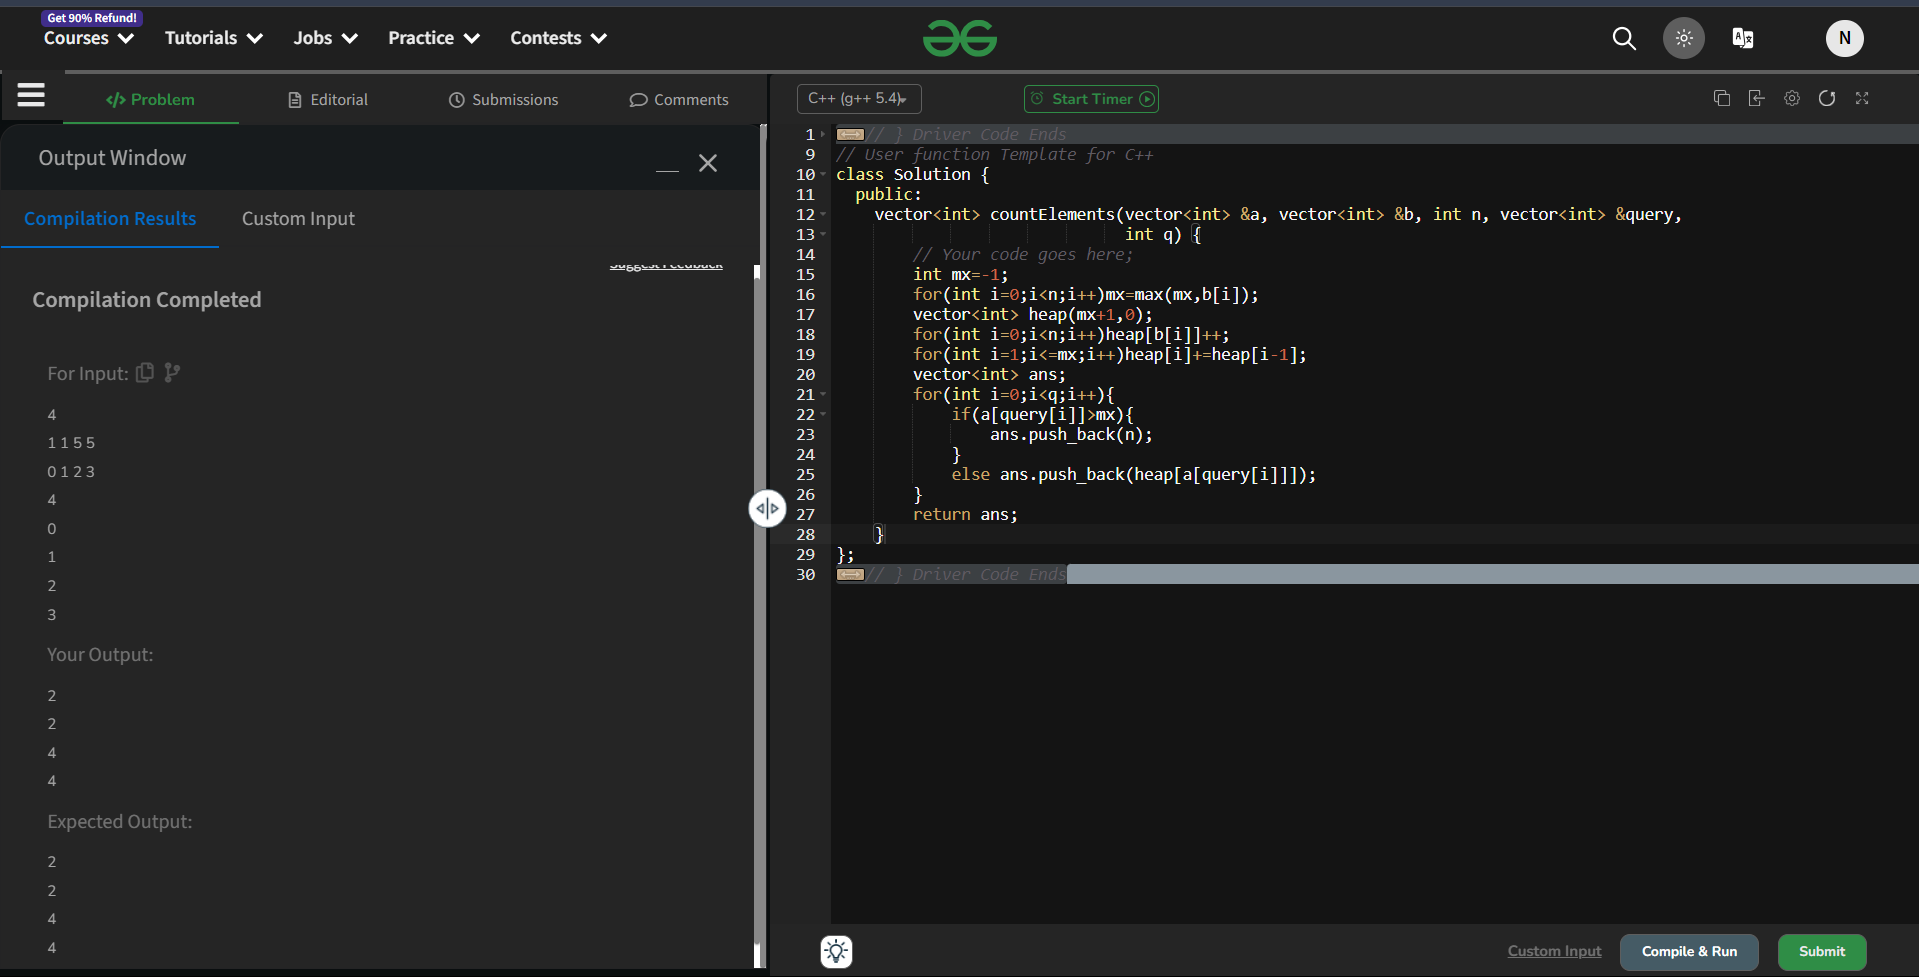 Get 90% Refund!
Courses Tutorials Jobs Practice Contests
N
Problem Editorial Submissions Comments
C++ (g++ 5.4)
Start Timer
Output Window
Compilation Results Custom Input
Suggest Feedback
Compilation Completed
For Input:
4
1 1 5 5
0 1 2 3
4
0
1
2
3
Your Output:
2
2
4
4
Expected Output:
2
2
4
4
1 // } Driver Code Ends
9 // User function Template for C++
10 class Solution {
11 public:
12 vector<int> countElements(vector<int> &a, vector<int> &b, int n, vector<int> &query,
13 int q) {
14 // Your code goes here;
15 int mx=-1;
16 for(int i=0;i<n;i++)mx=max(mx,b[i]);
17 vector<int> heap(mx+1,0);
18 for(int i=0;i<n;i++)heap[b[i]]++;
19 for(int i=1;i<=mx;i++)heap[i]+=heap[i-1];
20 vector<int> ans;
21 for(int i=0;i<q;i++){
22 if(a[query[i]]>mx){
23 ans.push_back(n);
24 }
25 else ans.push_back(heap[a[query[i]]]);
26 }
27 return ans;
28 }
29 };
30 // } Driver Code Ends
Custom Input Compile & Run Submit